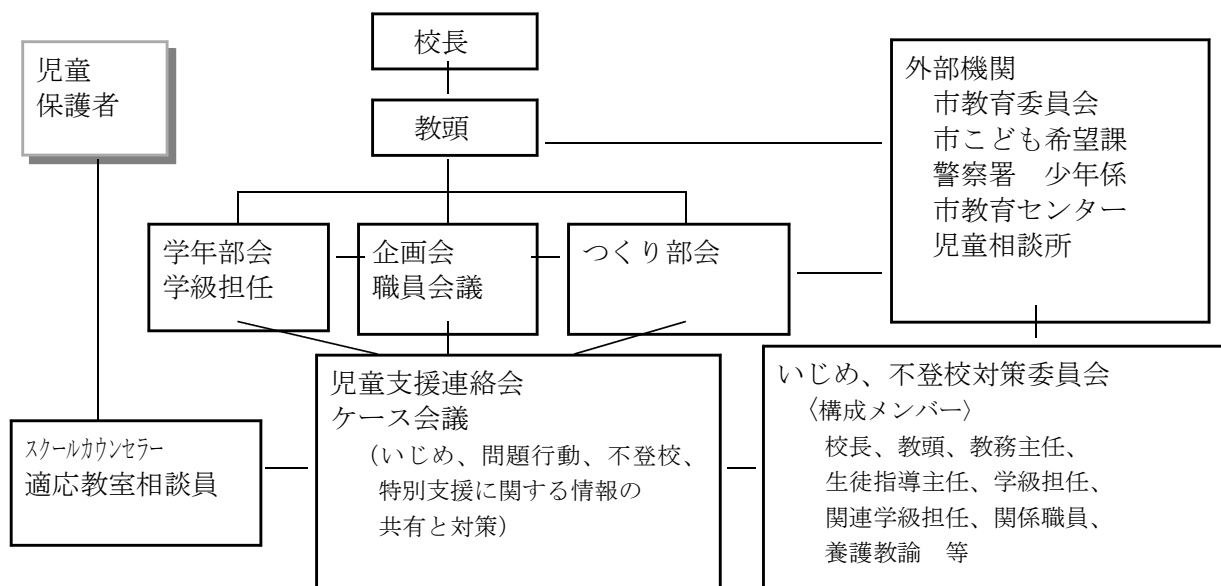 校長
児童
保護者
教頭
外部機関
市教育委員会
市こども希望課
警察署　少年係
市教育センター
児童相談所
学年部会
学級担任
企画会
職員会議
つくり部会
児童支援連絡会
ケース会議
（いじめ、問題行動、不登校、
特別支援に関する情報の
共有と対策）
いじめ、不登校対策委員会
〈構成メンバー〉
校長、教頭、教務主任、
生徒指導主任、学級担任、
関連学級担任、関係職員、
養護教諭　等
スクールカウンセラー
適応教室相談員